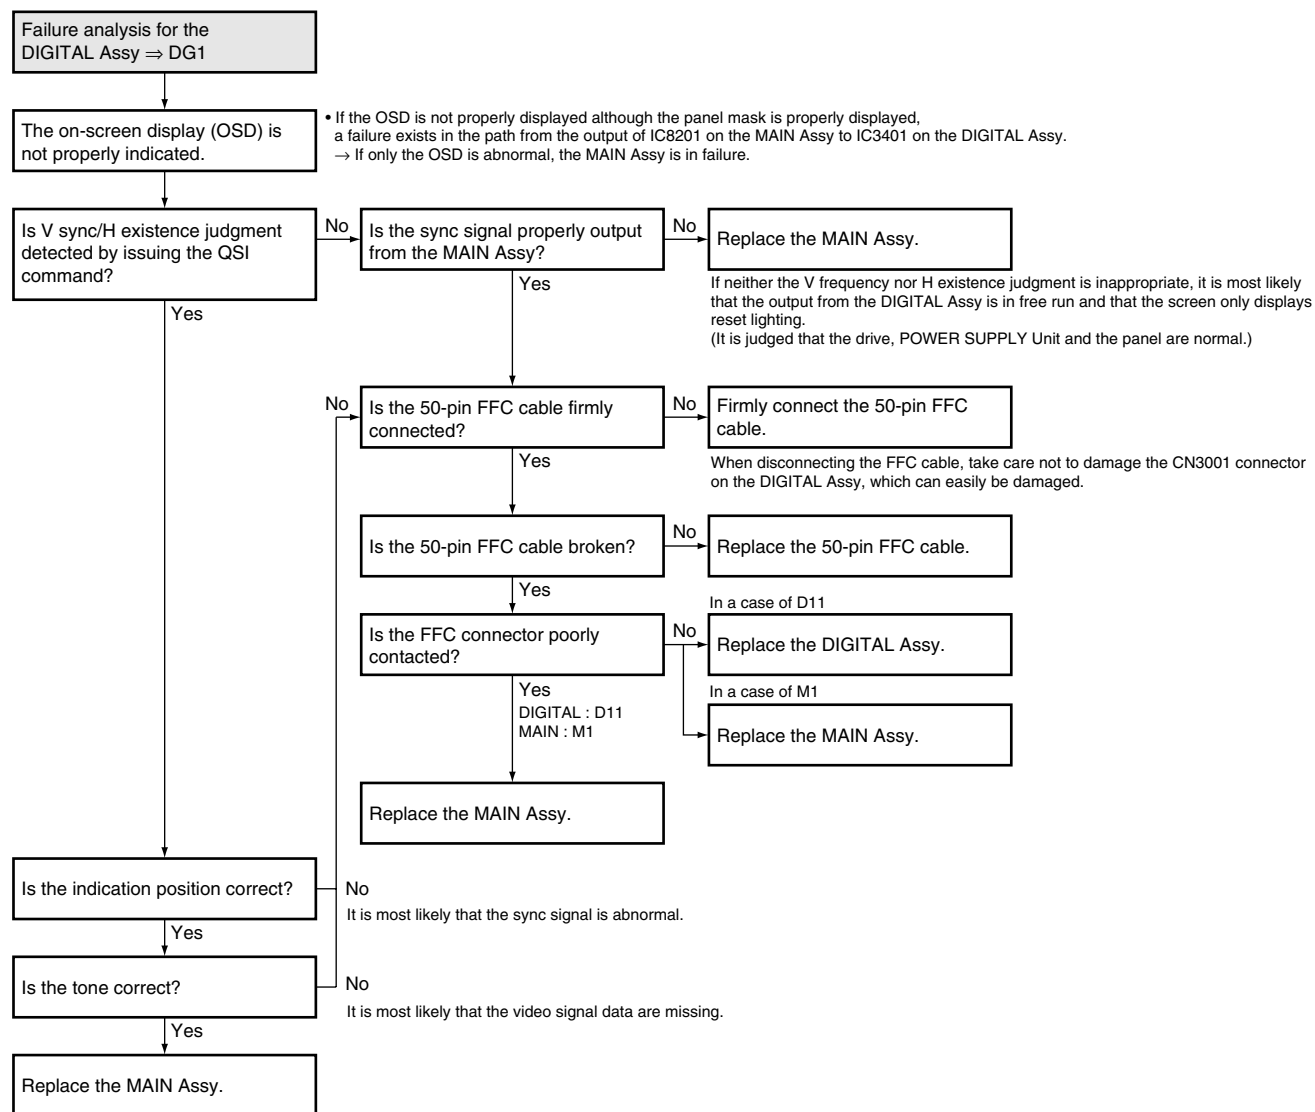 Failure analysis for the
DIGITAL Assy ⇒ DG1
The on-screen display (OSD) is
not properly indicated.
• If the OSD is not properly displayed although the panel mask is properly displayed,
a failure exists in the path from the output of IC8201 on the MAIN Assy to IC3401 on the DIGITAL Assy.
→ If only the OSD is abnormal, the MAIN Assy is in failure.
Is V sync/H existence judgment
detected by issuing the QSI
command?
No
Is the sync signal properly output
from the MAIN Assy?
No
Replace the MAIN Assy.
If neither the V frequency nor H existence judgment is inappropriate, it is most likely
that the output from the DIGITAL Assy is in free run and that the screen only displays
reset lighting.
(It is judged that the drive, POWER SUPPLY Unit and the panel are normal.)
Yes
Yes
No
Is the 50-pin FFC cable firmly
connected?
No
Firmly connect the 50-pin FFC
cable.
When disconnecting the FFC cable, take care not to damage the CN3001 connector
on the DIGITAL Assy, which can easily be damaged.
Yes
Is the 50-pin FFC cable broken?
No
Replace the 50-pin FFC cable.
Yes
Is the FFC connector poorly
contacted?
No
In a case of D11
Replace the DIGITAL Assy.
In a case of M1
Replace the MAIN Assy.
Yes
DIGITAL : D11
MAIN : M1
Replace the MAIN Assy.
Is the indication position correct?
No
It is most likely that the sync signal is abnormal.
Yes
Is the tone correct?
No
It is most likely that the video signal data are missing.
Yes
Replace the MAIN Assy.